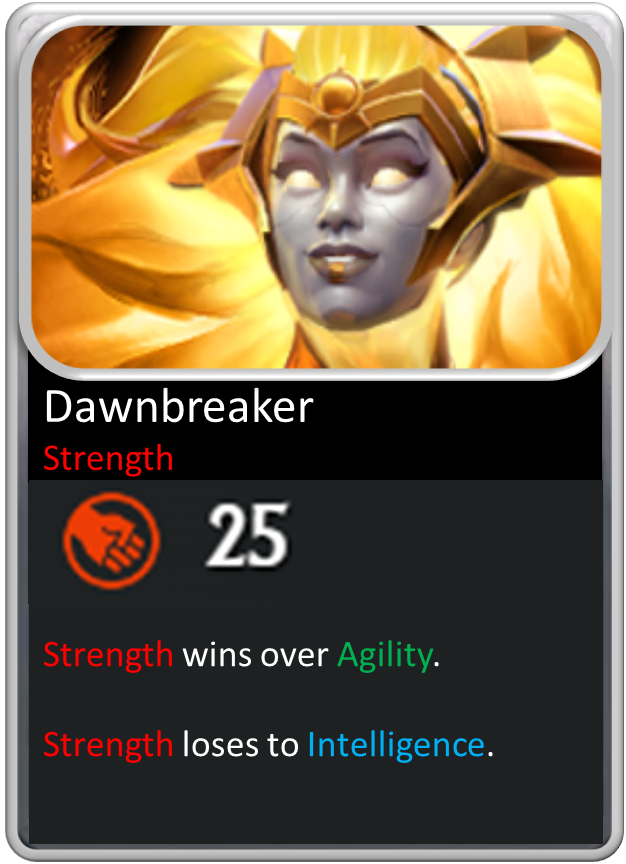 Dawnbreaker
Strength
25
Strength wins over Agility.
Strength loses to Intelligence.